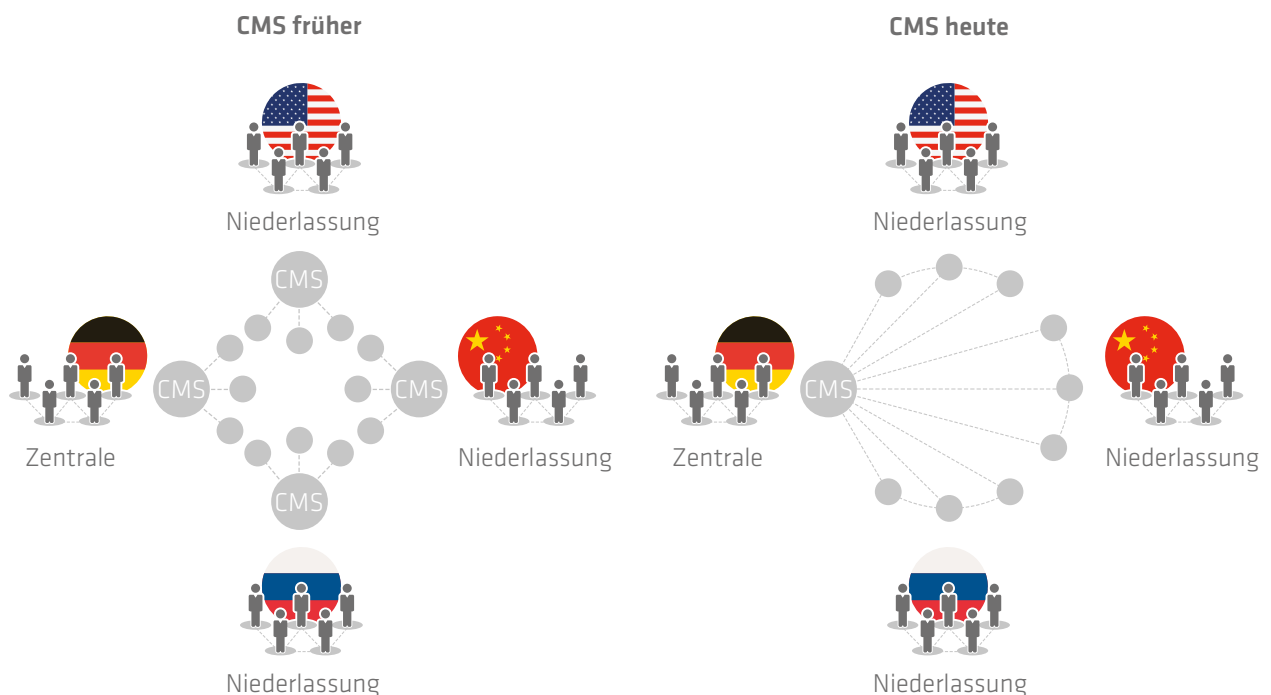 CMS früher
Niederlassung
CMS
CMS
CMS
Zentrale
Niederlassung
CMS
Niederlassung
CMS heute
Niederlassung
CMS
Zentrale
Niederlassung
Niederlassung